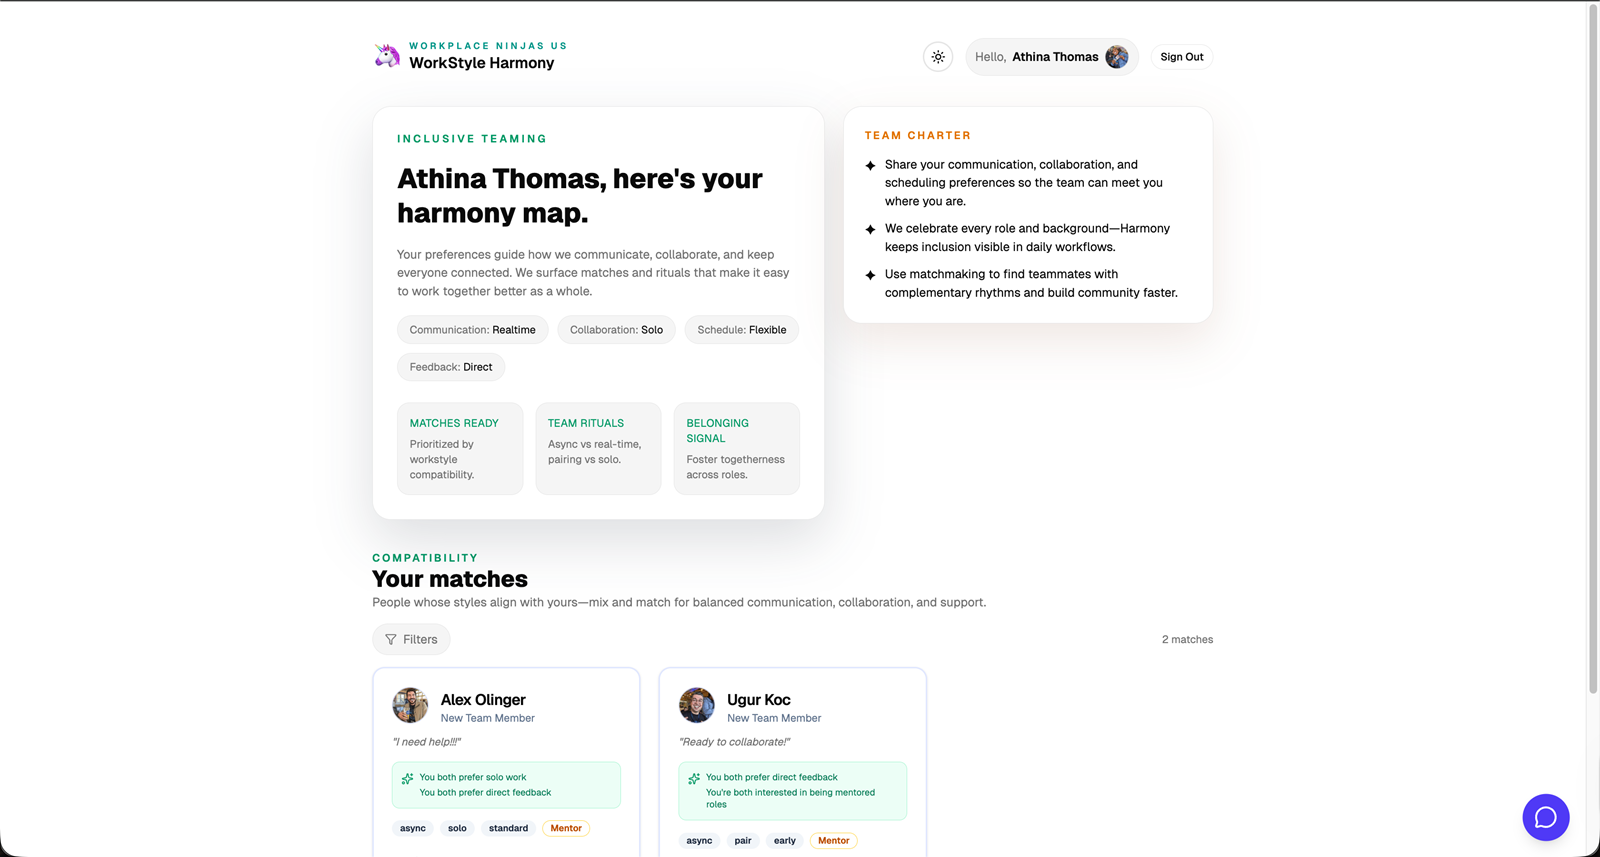 WORKPLACE NINJAS US
WorkStyle Harmony
Hello, Athina Thomas
Sign Out
INCLUSIVE TEAMING
Athina Thomas, here's your
harmony map.
Your preferences guide how we communicate, collaborate, and keep
everyone connected. We surface matches and rituals that make it easy
to work together better as a whole.
Communication: Realtime
Collaboration: Solo
Schedule: Flexible
Feedback: Direct
MATCHES READY
Prioritized by
workstyle
compatibility.
TEAM RITUALS
Async vs real-time,
pairing vs solo.
BELONGING
SIGNAL
Foster togetherness
across roles.
TEAM CHARTER
Share your communication, collaboration, and
scheduling preferences so the team can meet you
where you are.
We celebrate every role and background—Harmony
keeps inclusion visible in daily workflows.
Use matchmaking to find teammates with
complementary rhythms and build community faster.
COMPATIBILITY
Your matches
People whose styles align with yours—mix and match for balanced communication, collaboration, and support.
Filters
2 matches
Alex Olinger
New Team Member
"I need help!!!"
You both prefer solo work
You both prefer direct feedback
async solo standard Mentor
Ugur Koc
New Team Member
"Ready to collaborate!"
You both prefer direct feedback
You're both interested in being mentored
roles
async pair early Mentor